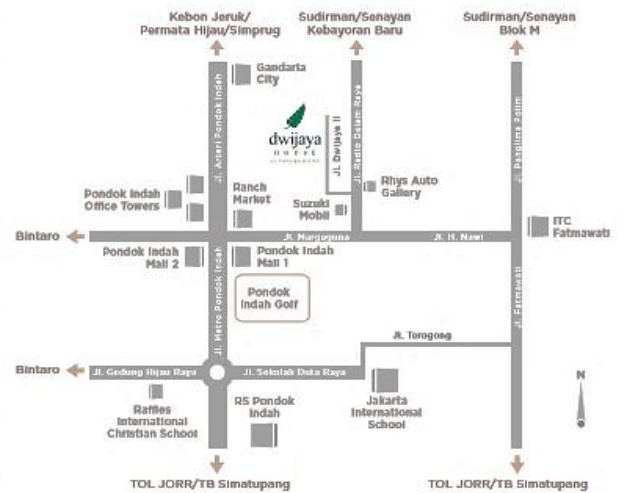 Kebon Jeruk/
Permata Hijau/Simprug
Sudirman/Senayan
Kebayoran Baru
Sudirman/Senayan
Blok M
Gandaria
City
Jl. Arteri Pondok Indah
dwijaya
HOUSE
Jl. Dwijaya II
Jl. Radio Dalam Raya
Jl. Panglima Polim
Pondok Indah
Office Towers
Ranch
Market
Suzuki
Mobil
Rhys Auto
Gallery
ITC
Fatmawati
Bintaro
Jl. Margaguna
Jl. H. Nawi
Pondok Indah
Mall 2
Pondok Indah
Mall 1
Jl. Metro Pondok Indah
Pondok
Indah Golf
Jl. Fatmawati
Jl. Terogong
Bintaro
Jl. Gedung Hijau Raya
Jl. Sekolah Duta Raya
Raffles
International
Christian School
RS Pondok
Indah
Jakarta
International
School
N
TOL JORR/TB Simatupang
TOL JORR/TB Simatupang